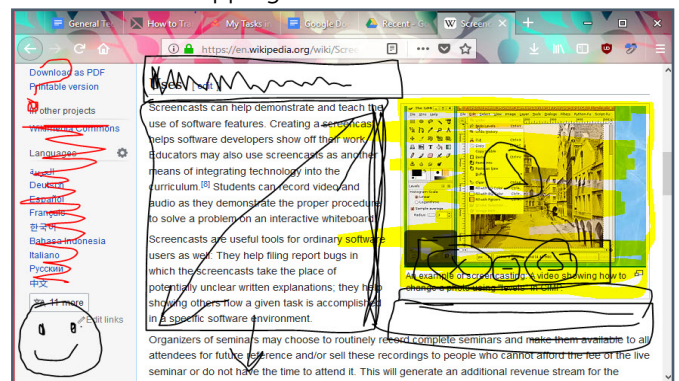 General Te
How to Tra
My Tasks in
Google Do
Recent - G
W Screen
https://en.wikipedia.org/wiki/Scree
Download as PDF
Printable version
In other projects
Wikimedia Commons
Languages
العربية
Deutsch
Español
Français
한국어
Bahasa Indonesia
Italiano
Русский
中文
11 more
Edit links
Uses [ edit ]
Screencasts can help demonstrate and teach the
use of software features. Creating a screencast
helps software developers show off their work.
Educators may also use screencasts as another
means of integrating technology into the
curriculum.[8] Students can record video and
audio as they demonstrate the proper procedure
to solve a problem on an interactive whiteboard.
Screencasts are useful tools for ordinary software
users as well: They help filing report bugs in
which the screencasts take the place of
potentially unclear written explanations; they help
showing others how a given task is accomplished
in a specific software environment.
An example of screencasting: A video showing how to
change a photo using "levels" in GIMP.
Organizers of seminars may choose to routinely record complete seminars and make them available to all
attendees for future reference and/or sell these recordings to people who cannot afford the fee of the live
seminar or do not have the time to attend it. This will generate an additional revenue stream for the